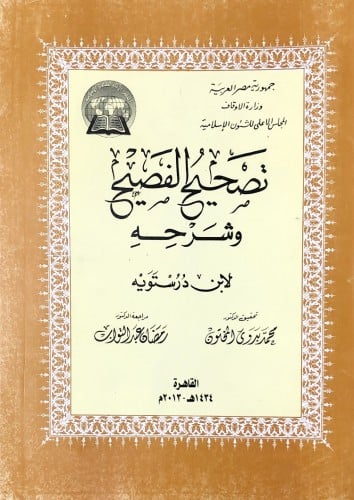 جمهورية مصر العربية
وزارة الأوقاف
المجلس الأعلى للشئون الإسلامية
تصحيح الفصيح
وشرحه
لابن درستويه
تحقيق الدكتور
محمد بدوي المختون
مراجعة الدكتور
رمضان عبد التواب
القاهرة
١٤٣٤هـ - ٢٠١٣م